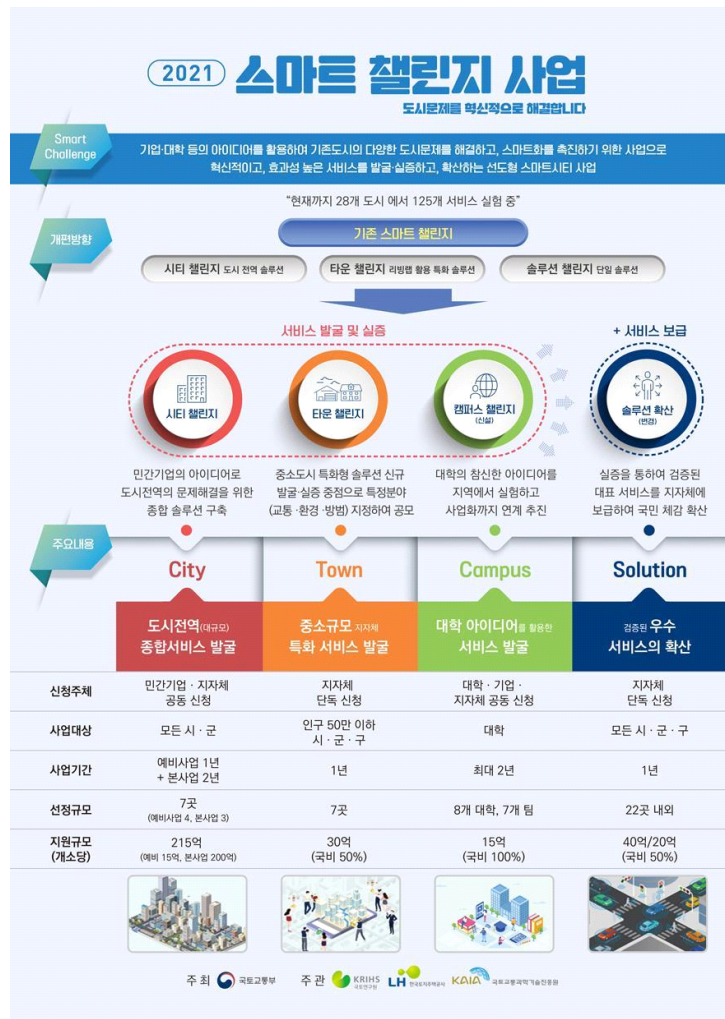 2021 스마트 챌린지 사업
도시문제를 혁신적으로 해결합니다
Smart
Challenge
기업·대학 등의 아이디어를 활용하여 기존도시의 다양한 도시문제를 해결하고, 스마트화를 촉진하기 위한 사업으로
혁신적이고, 효과성 높은 서비스를 발굴·실증하고, 확산하는 선도형 스마트시티 사업
"현재까지 28개 도시 에서 125개 서비스 실험 중"
개편방향
기존 스마트 챌린지
시티 챌린지 도시 전역 솔루션
타운 챌린지 리빙랩 활용 특화 솔루션
솔루션 챌린지 단일 솔루션
서비스 발굴 및 실증
+ 서비스 보급
시티 챌린지
타운 챌린지
캠퍼스 챌린지
(신설)
솔루션 확산
(변경)
민간기업의 아이디어로
도시전역의 문제해결을 위한
종합 솔루션 구축
중소도시 특화형 솔루션 신규
발굴·실증 중점으로 특정분야
(교통·환경·방범) 지정하여 공모
대학의 참신한 아이디어를
지역에서 실험하고
사업화까지 연계 추진
실증을 통하여 검증된
대표 서비스를 지자체에
보급하여 국민 체감 확산
주요내용
City
Town
Campus
Solution
도시전역(대규모)
종합서비스 발굴
중소규모 지자체
특화 서비스 발굴
대학 아이디어를 활용한
서비스 발굴
검증된 우수
서비스의 확산
신청주체
민간기업·지자체
공동 신청
지자체
단독 신청
대학·기업·
지자체 공동 신청
지자체
단독 신청
사업대상
모든 시·군
인구 50만 이하
시·군·구
대학
모든 시·군·구
사업기간
예비사업 1년
+ 본사업 2년
1년
최대 2년
1년
선정규모
7곳
(예비사업 4, 본사업 3)
7곳
8개 대학, 7개 팀
22곳 내외
지원규모
(개소당)
215억
(예비 15억, 본사업 200억)
30억
(국비 50%)
15억
(국비 100%)
40억/20억
(국비 50%)
주최 국토교통부
주관 KRIHS
국토연구원
LH 한국토지주택공사
KAIA 국토교통과학기술진흥원